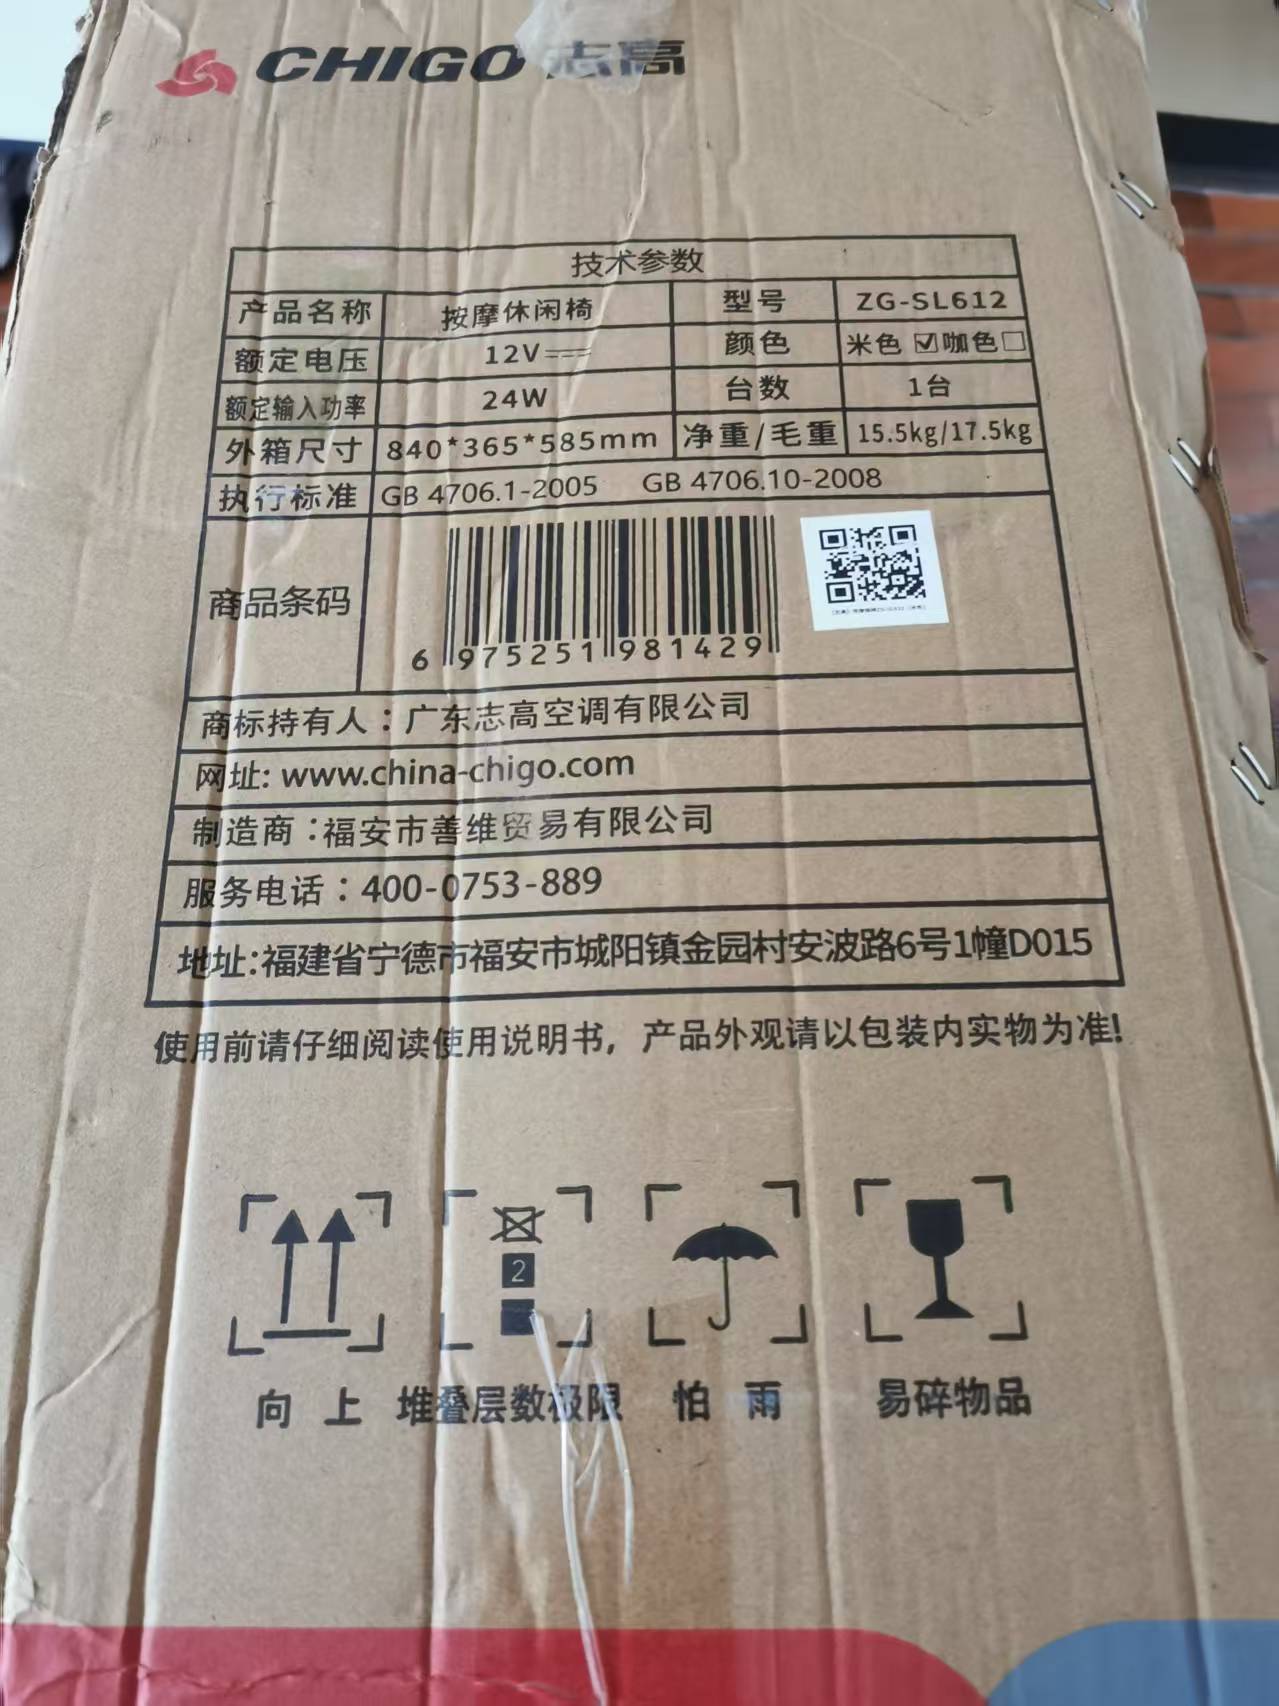 CHIGO 志高
技术参数
产品名称 按摩休闲椅 型号 ZG-SL612
额定电压 12V⎓ 颜色 米色 ☑咖色☐
额定输入功率 24W 台数 1台
外箱尺寸 840*365*585mm 净重/毛重 15.5kg/17.5kg
执行标准 GB 4706.1-2005 GB 4706.10-2008
商品条码
6 975251 981429
商标持有人：广东志高空调有限公司
网址: www.china-chigo.com
制造商：福安市善维贸易有限公司
服务电话：400-0753-889
地址:福建省宁德市福安市城阳镇金园村安波路6号1幢D015
使用前请仔细阅读使用说明书，产品外观请以包装内实物为准!
2
向上 堆叠层数极限 怕雨 易碎物品